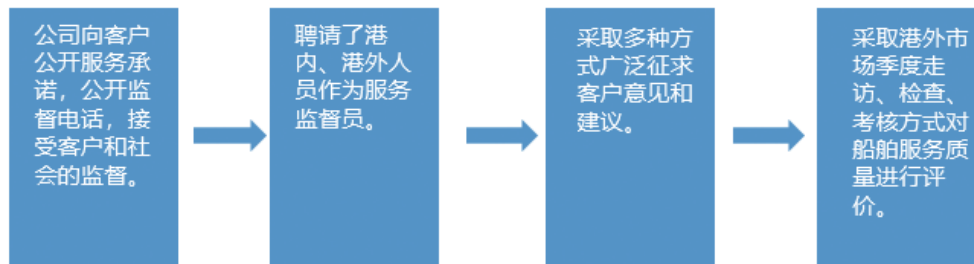 公司向客户
公开服务承
诺，公开监
督电话，接
受客户和社
会的监督。
聘请了港
内、港外人
员作为服务
监督员。
采取多种方
式广泛征求
客户意见和
建议。
采取港外市
场季度走
访、检查、
考核方式对
船舶服务质
量进行评
价。